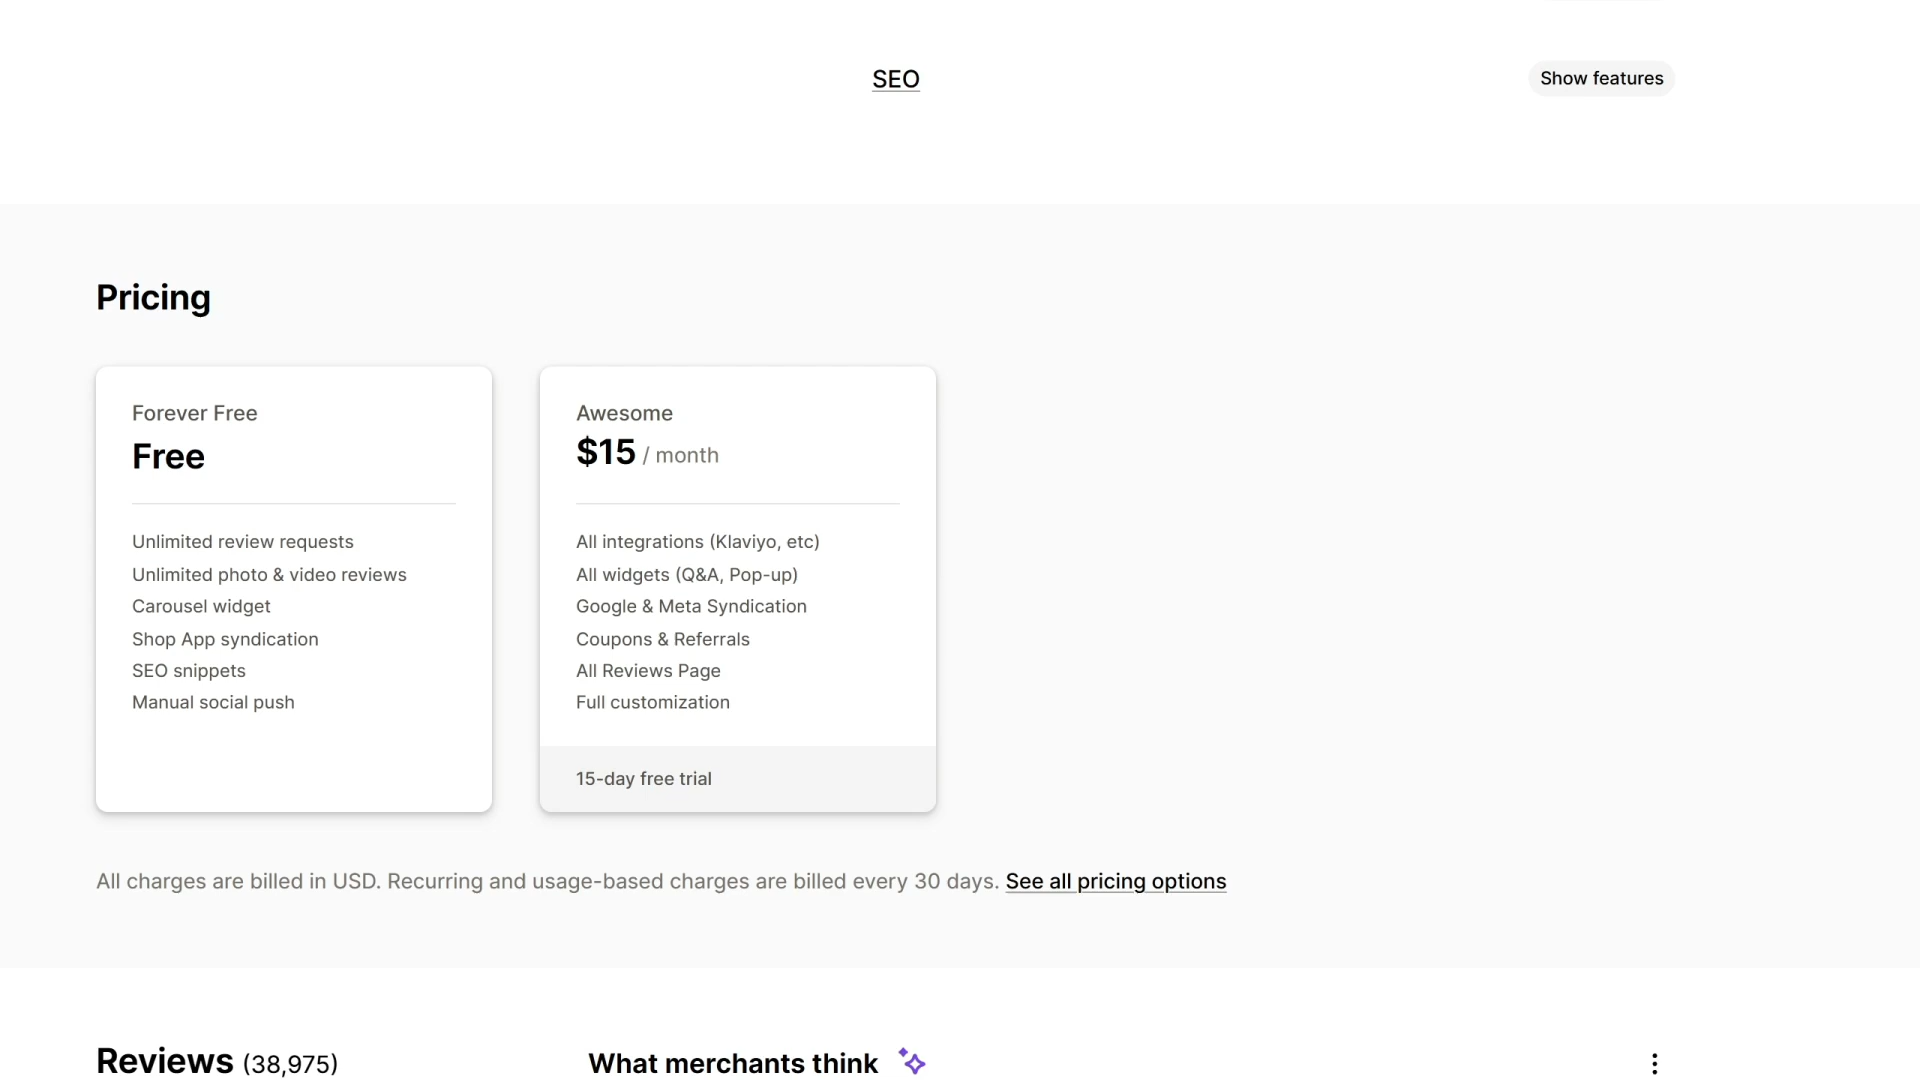 SEO
Show features
Pricing
Forever Free
Free
Unlimited review requests
Unlimited photo & video reviews
Carousel widget
Shop App syndication
SEO snippets
Manual social push
Awesome
$15 / month
All integrations (Klaviyo, etc)
All widgets (Q&A, Pop-up)
Google & Meta Syndication
Coupons & Referrals
All Reviews Page
Full customization
15-day free trial
All charges are billed in USD. Recurring and usage-based charges are billed every 30 days. See all pricing options
Reviews (38,975)
What merchants think